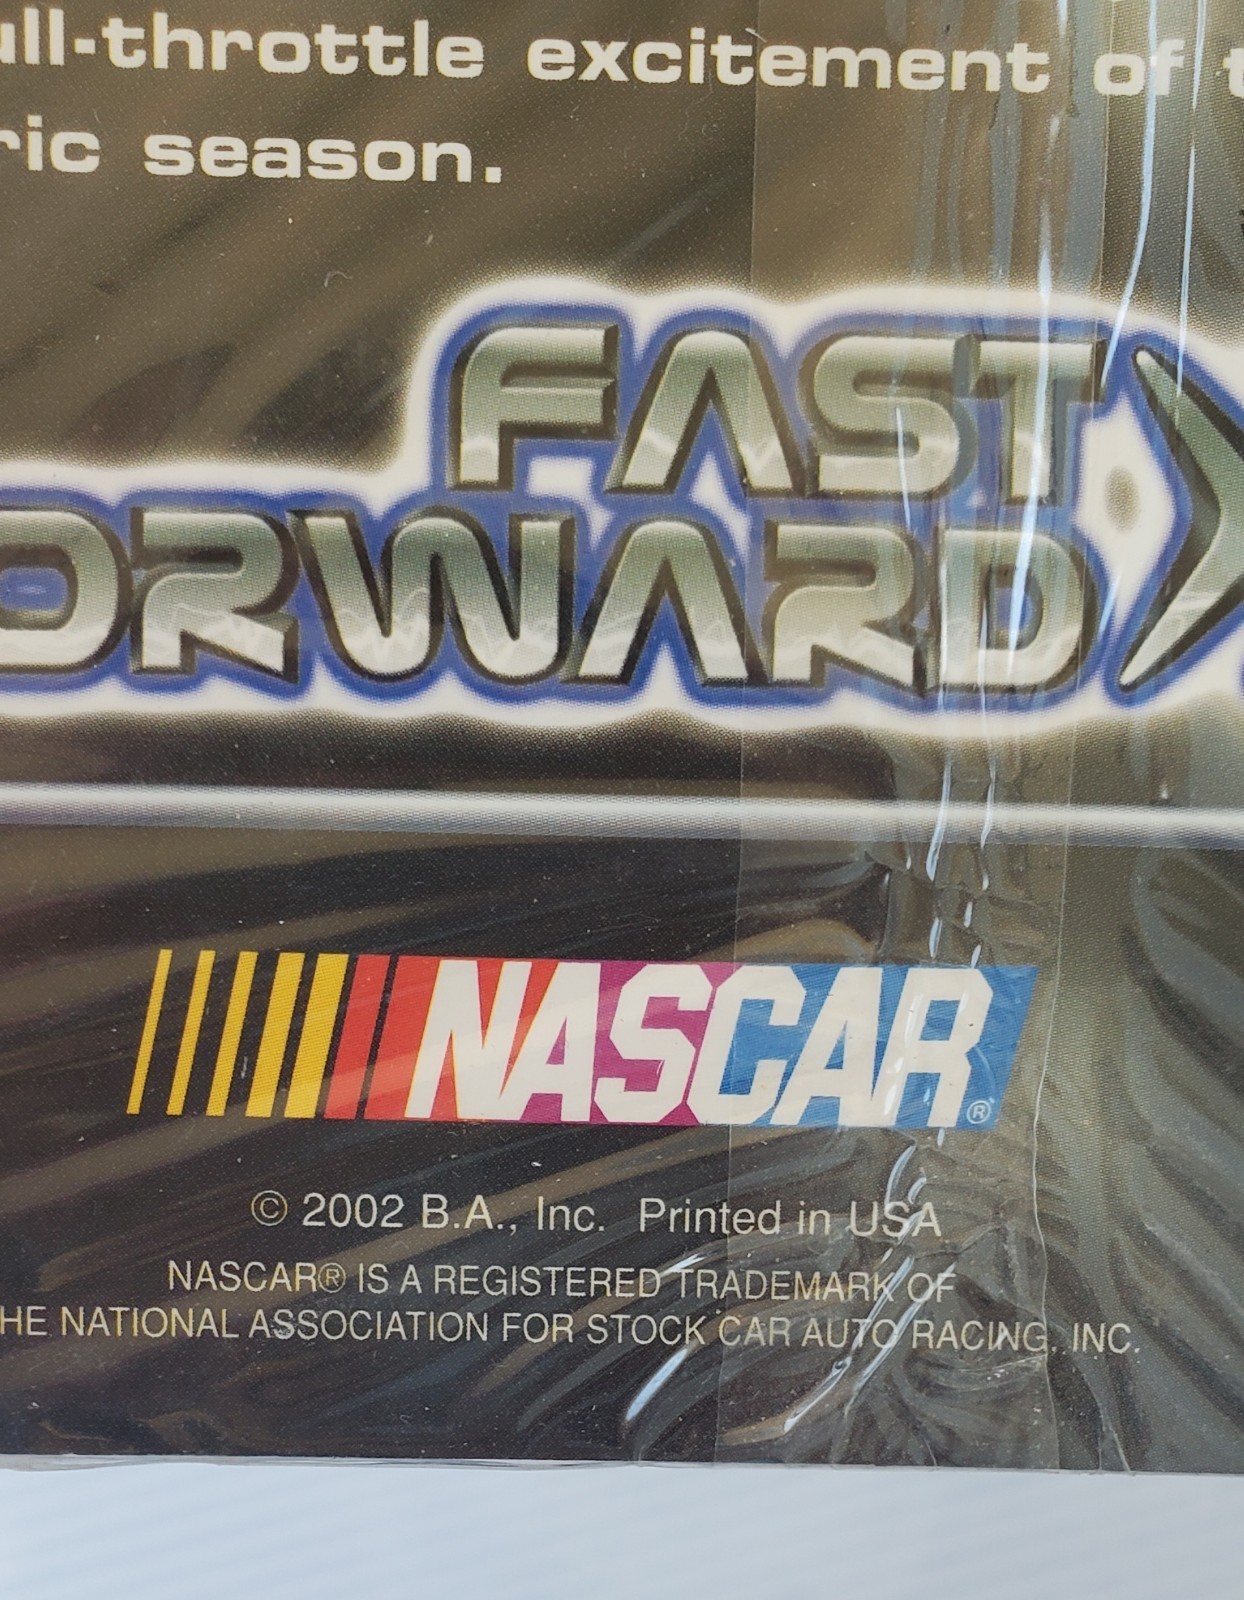 ull-throttle excitement of t
ric season.
FAST
ORWARD
NASCAR®
© 2002 B.A., Inc. Printed in USA
NASCAR® IS A REGISTERED TRADEMARK OF
HE NATIONAL ASSOCIATION FOR STOCK CAR AUTO RACING, INC.